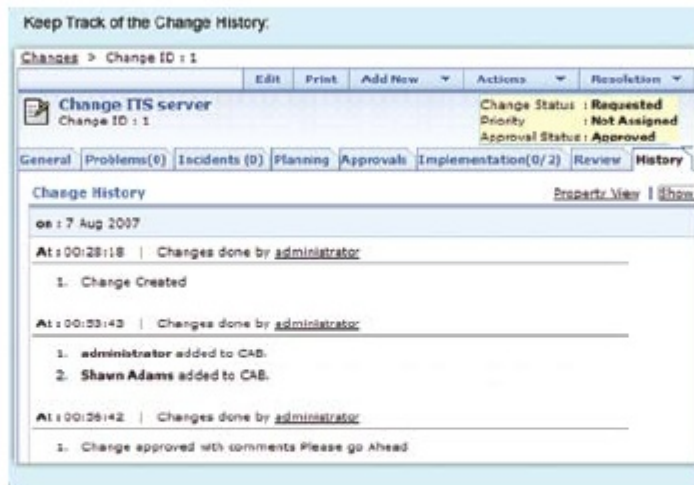 Keep Track of the Change History:
Changes > Change ID : 1
Edit Print Add New Actions Resolution
Change ITS server
Change ID : 1
Change Status : Requested
Priority : Not Assigned
Approval Status : Approved
General Problems(0) Incidents (0) Planning Approvals Implementation(0/2) Review History
Change History
Property View | Show
on : 7 Aug 2007
At : 00:28:18 | Changes done by administrator
1. Change Created
At : 00:53:43 | Changes done by administrator
1. administrator added to CAB.
2. Shawn Adams added to CAB.
At : 00:56:42 | Changes done by administrator
1. Change approved with comments Please go Ahead